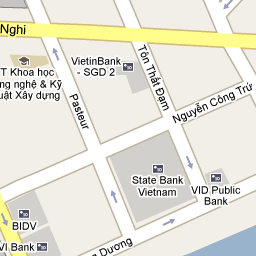 Nghi
VietinBank
- SGD 2
Tôn Thất Đạm
T Khoa học
ng nghệ & Kỹ
uật Xây dựng
Pasteur
Nguyễn Công Trứ
State Bank
Vietnam
VID Public
Bank
BIDV
VI Bank
g Dương